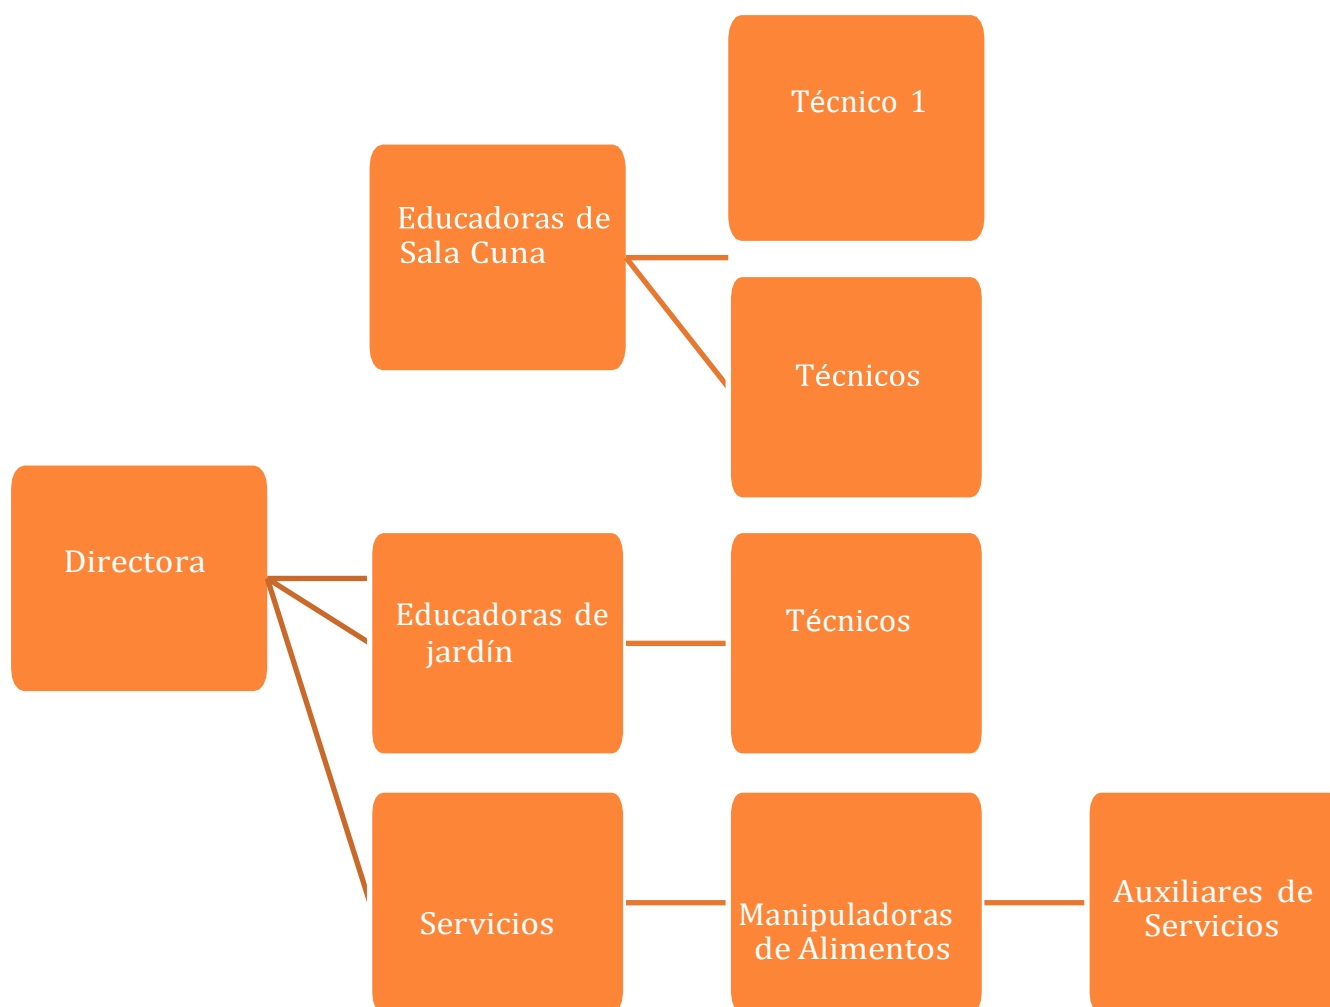 Técnico 1
Educadoras de
Sala Cuna
Técnicos
Directora
Educadoras de
jardín
Técnicos
Servicios
Manipuladoras
de Alimentos
Auxiliares de
Servicios